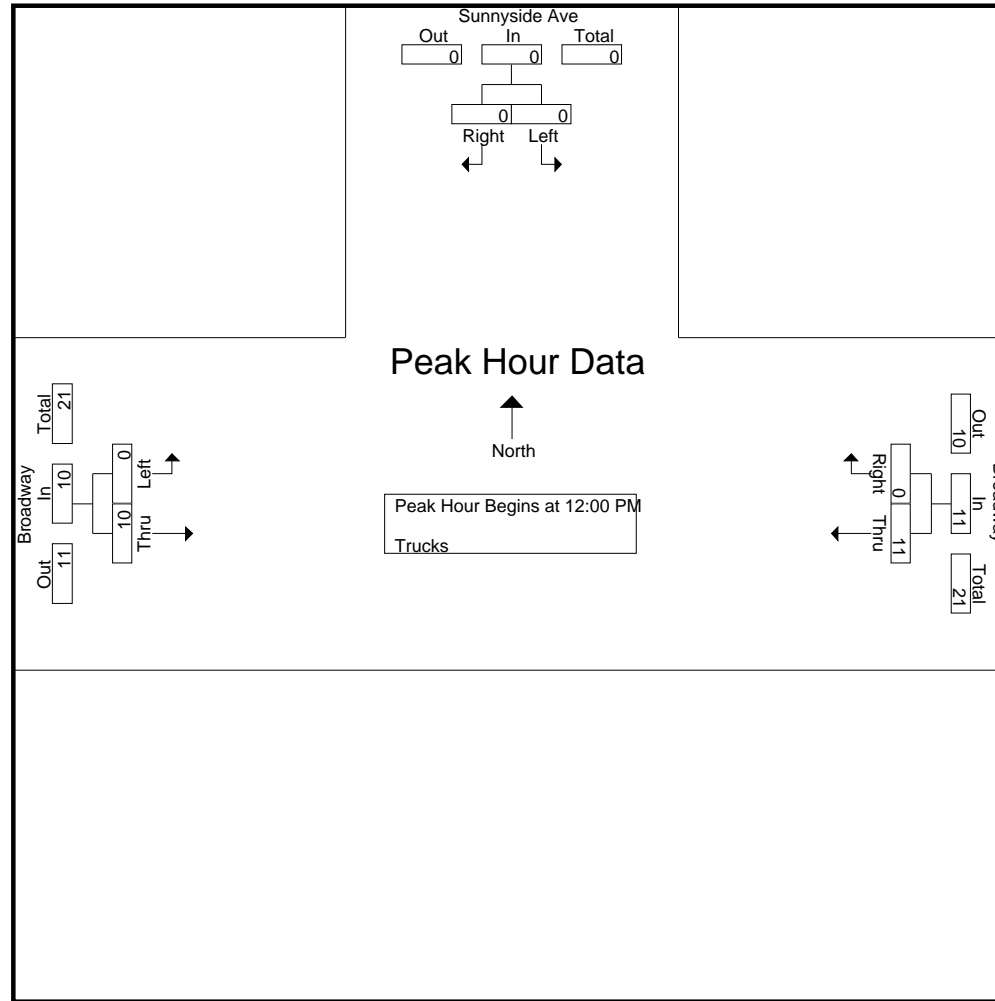 Sunnyside Ave
Out In Total
0 0 0
0 0
Right Left
Peak Hour Data
North
Peak Hour Begins at 12:00 PM
Trucks
Broadway
Out In Total
11 10 21
10 0
Thru Left
Out In Total
10 11 21
Right Thru
0 11